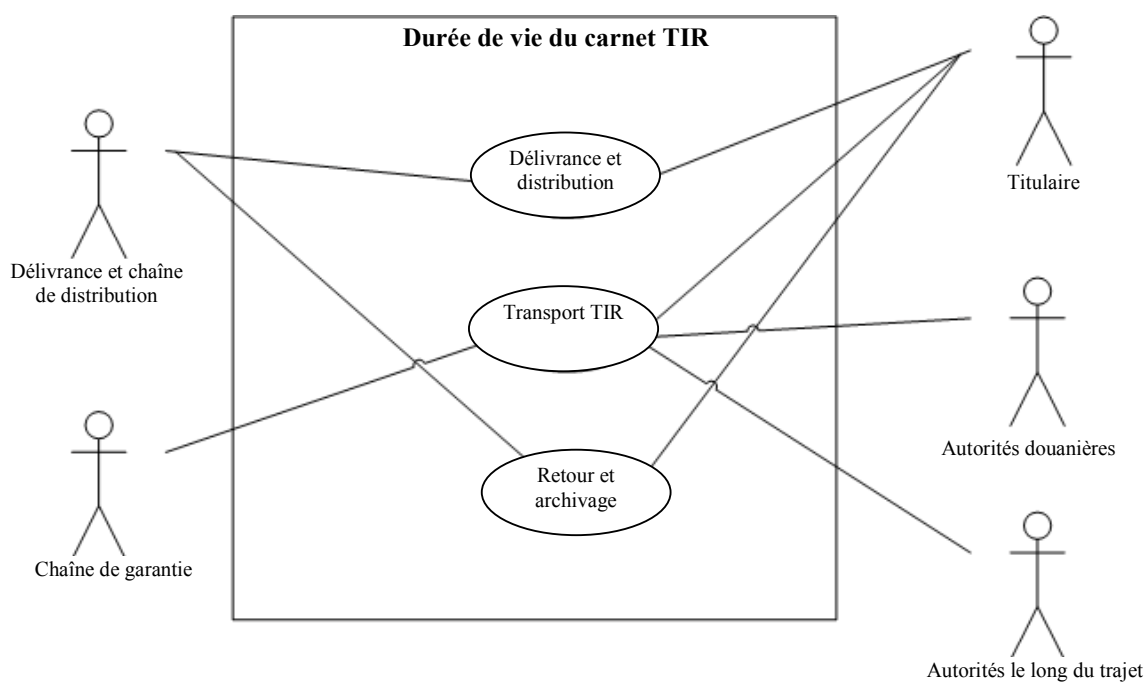 Durée de vie du carnet TIR
Délivrance et
distribution
Titulaire
Délivrance et chaîne
de distribution
Transport TIR
Autorités douanières
Retour et
archivage
Chaîne de garantie
Autorités le long du trajet